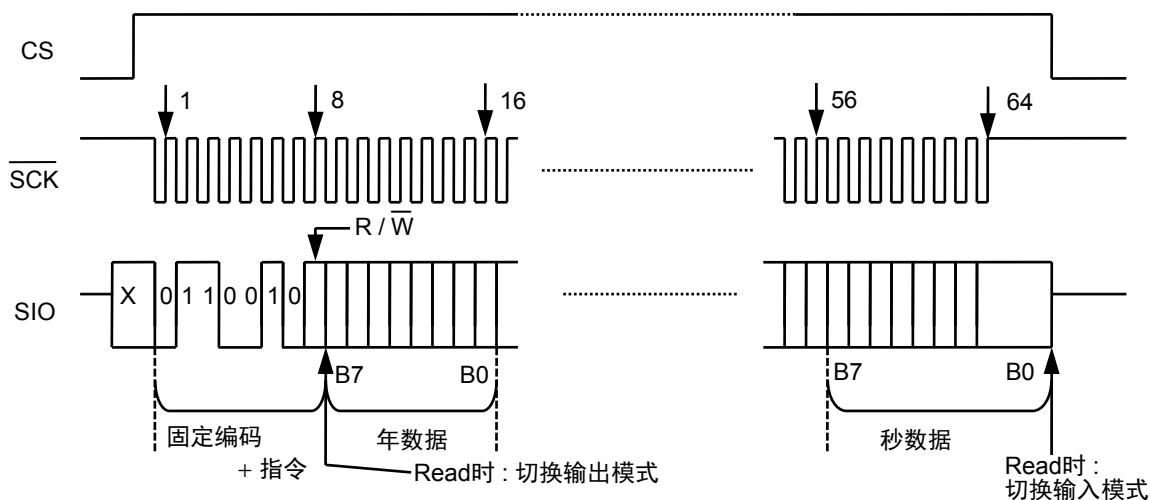 CS
1
8
16
56
64
SCK
R / W
SIO
X 0 1 1 0 0 1 0
B7
B0
B7
B0
固定编码
+ 指令
年数据
秒数据
Read时 : 切换输出模式
Read时 :
切换输入模式